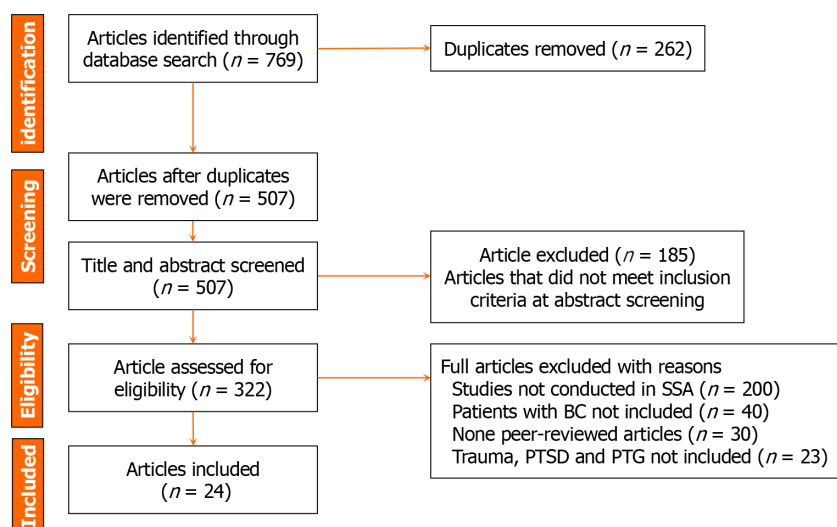 identification
Articles identified through
database search (n = 769)
Duplicates removed (n = 262)
Screening
Articles after duplicates
were removed (n = 507)
Title and abstract screened
(n = 507)
Article excluded (n = 185)
Articles that did not meet inclusion
criteria at abstract screening
Eligibility
Article assessed for
eligibility (n = 322)
Full articles excluded with reasons
Studies not conducted in SSA (n = 200)
Patients with BC not included (n = 40)
None peer-reviewed articles (n = 30)
Trauma, PTSD and PTG not included (n = 23)
Included
Articles included
(n = 24)